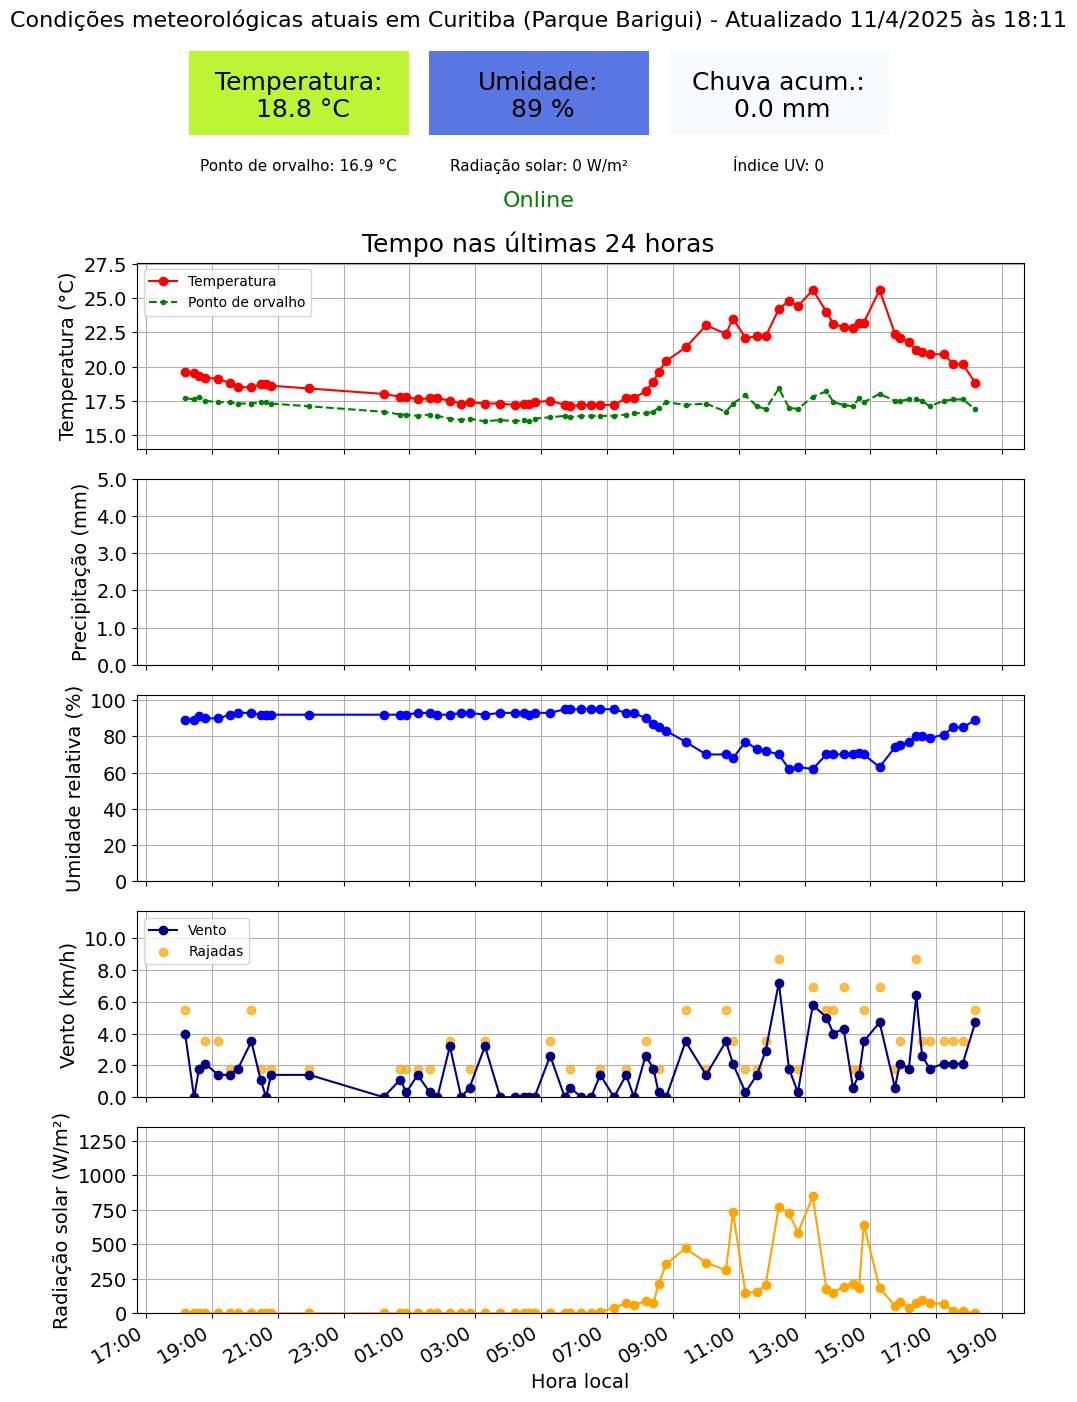 Condições meteorológicas atuais em Curitiba (Parque Barigui) - Atualizado 11/4/2025 às 18:11
Temperatura:
18.8 °C
Umidade:
89 %
Chuva acum.:
0.0 mm
Ponto de orvalho: 16.9 °C
Radiação solar: 0 W/m²
Índice UV: 0
Online
Tempo nas últimas 24 horas
Temperatura (°C)
27.5
25.0
22.5
20.0
17.5
15.0
Temperatura
Ponto de orvalho
Precipitação (mm)
5.0
4.0
3.0
2.0
1.0
0.0
Umidade relativa (%)
100
80
60
40
20
0
Vento (km/h)
10.0
8.0
6.0
4.0
2.0
0.0
Vento
Rajadas
Radiação solar (W/m²)
1250
1000
750
500
250
0
17:00
19:00
21:00
23:00
01:00
03:00
05:00
07:00
09:00
11:00
13:00
15:00
17:00
19:00
Hora local